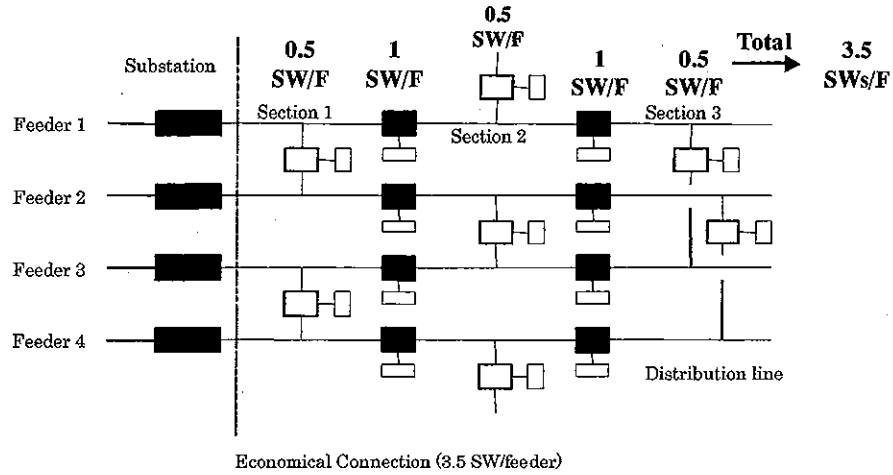 0.5
SW/F
Substation
0.5
SW/F
1
SW/F
1
SW/F
0.5
SW/F
Total
3.5
SWs/F
Feeder 1
Section 1
Section 2
Section 3
Feeder 2
Feeder 3
Feeder 4
Distribution line
Economical Connection (3.5 SW/feeder)